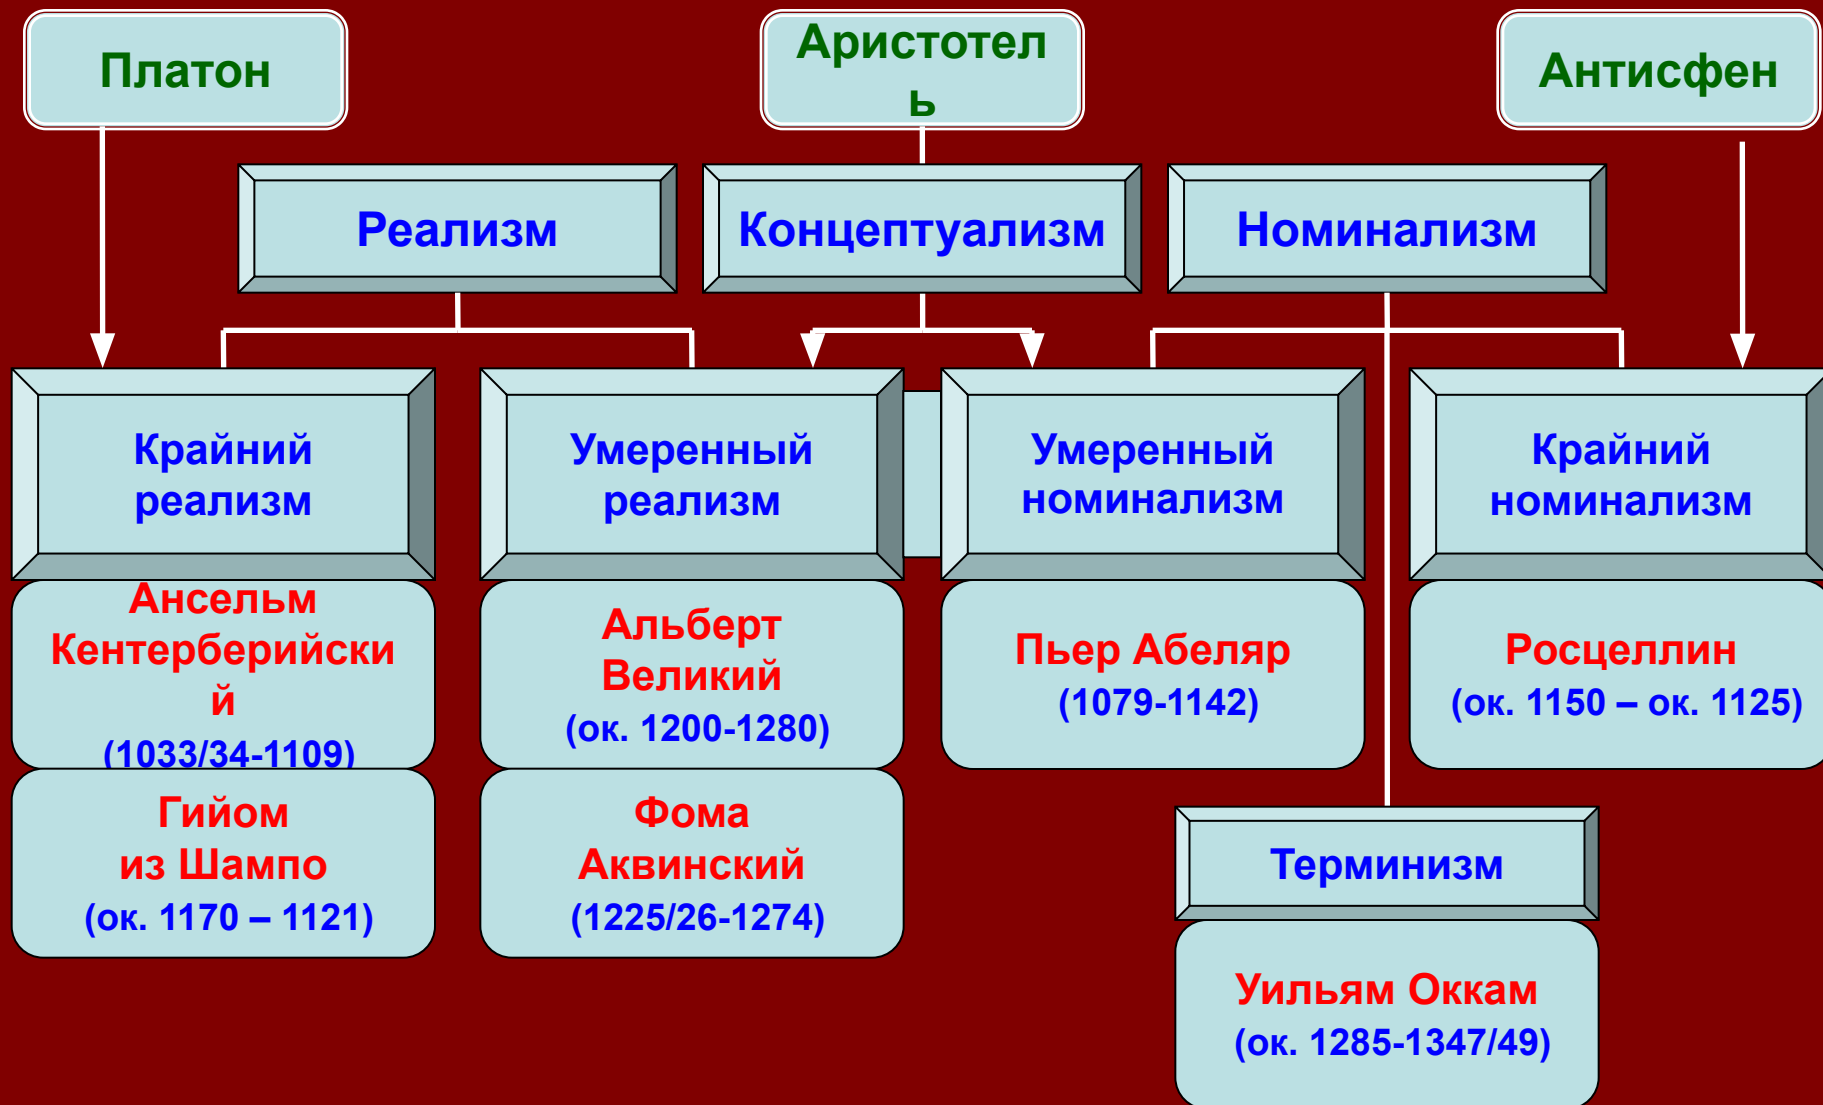 Платон
Аристотел
ь
Антисфен
Реализм
Концептуализм
Номинализм
Крайний
реализм
Умеренный
реализм
Умеренный
номинализм
Крайний
номинализм
Ансельм
Кентерберийски
й
(1033/34-1109)
Альберт
Великий
(ок. 1200-1280)
Пьер Абеляр
(1079-1142)
Росцеллин
(ок. 1150 – ок. 1125)
Гийом
из Шампо
(ок. 1170 – 1121)
Фома
Аквинский
(1225/26-1274)
Терминизм
Уильям Оккам
(ок. 1285-1347/49)